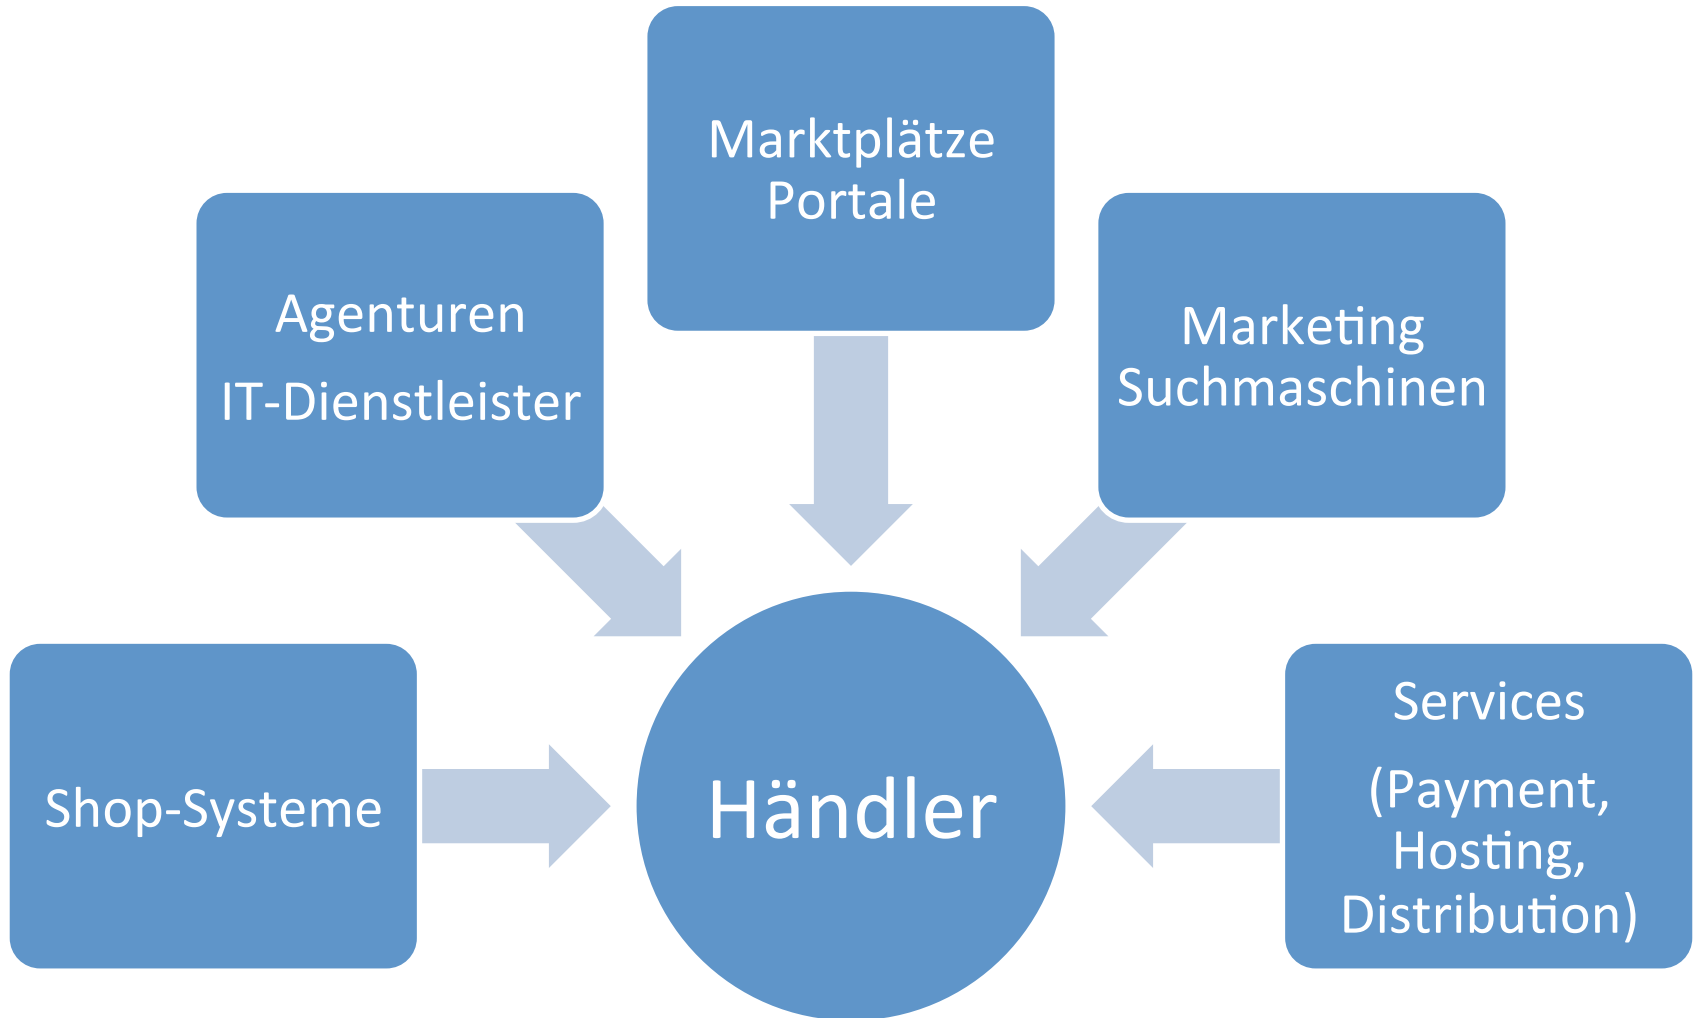 Marktplätze
Portale
Agenturen
IT-Dienstleister
Marketing
Suchmaschinen
Shop-Systeme
Händler
Services
(Payment,
Hosting,
Distribution)